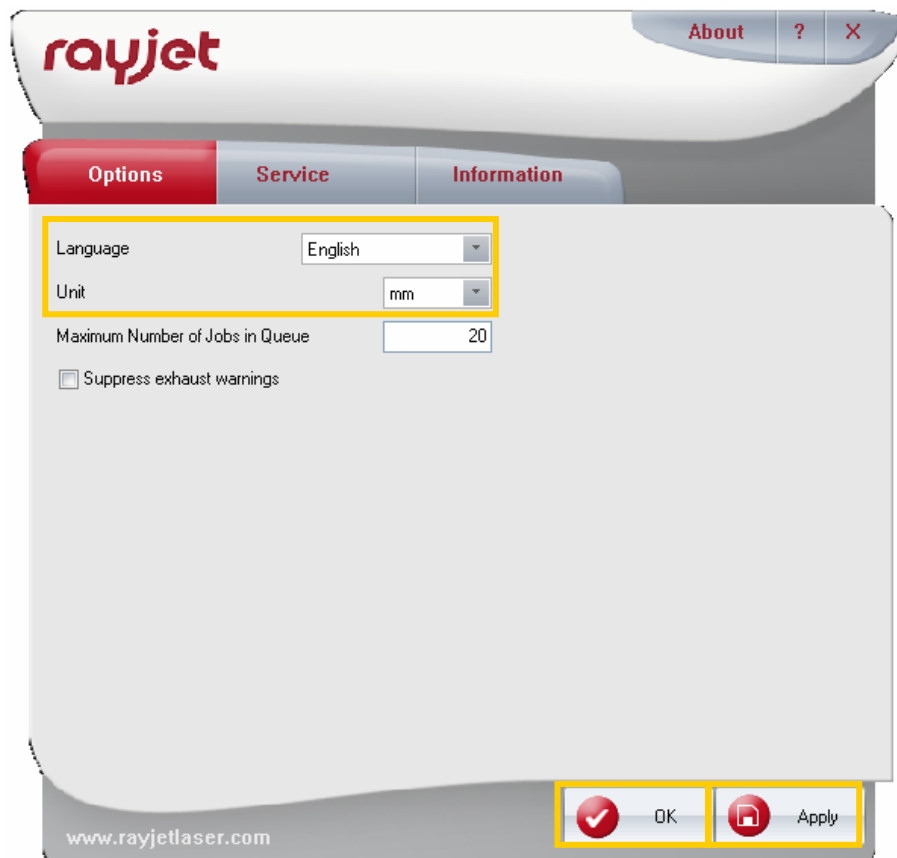 rayjet
About ? X
Options Service Information
Language English
Unit mm
Maximum Number of Jobs in Queue 20
Suppress exhaust warnings
OK Apply
www.rayjetlaser.com